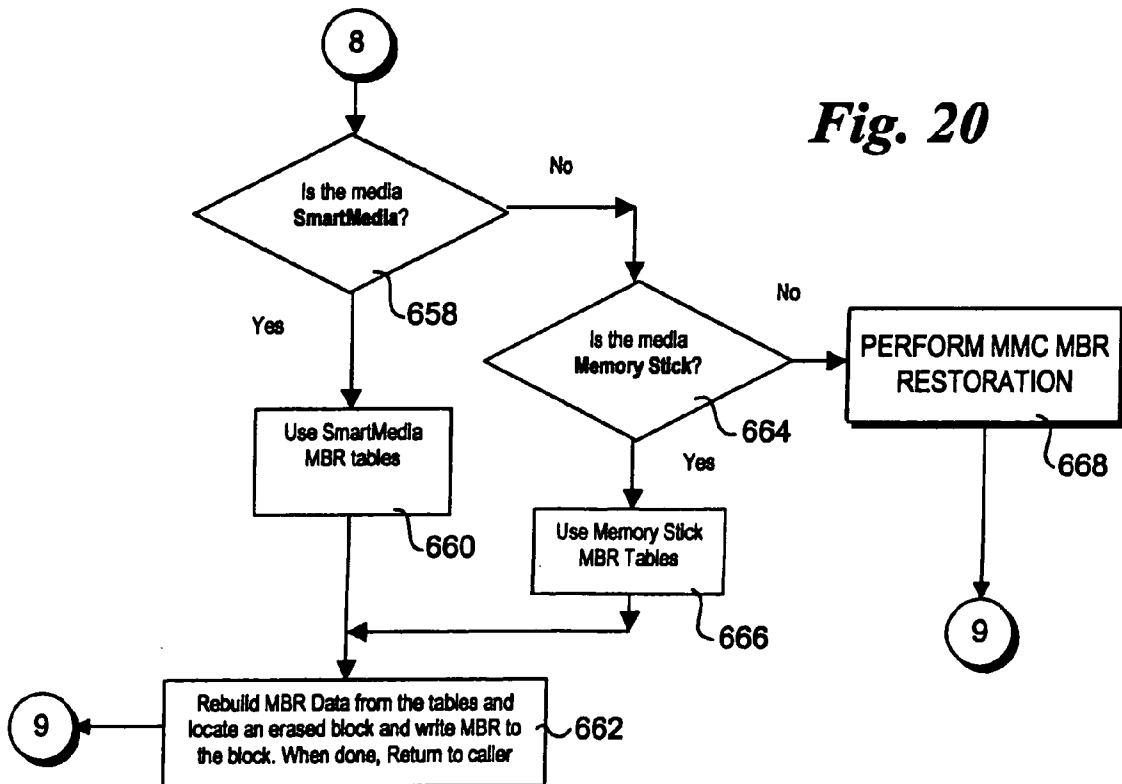 8
Fig. 20
Is the media
SmartMedia?
No
658
Yes
Is the media
Memory Stick?
No
664
Yes
PERFORM MMC MBR
RESTORATION
668
Use SmartMedia
MBR tables
660
Use Memory Stick
MBR Tables
666
9
9
Rebuild MBR Data from the tables and
locate an erased block and write MBR to
the block. When done, Return to caller
662